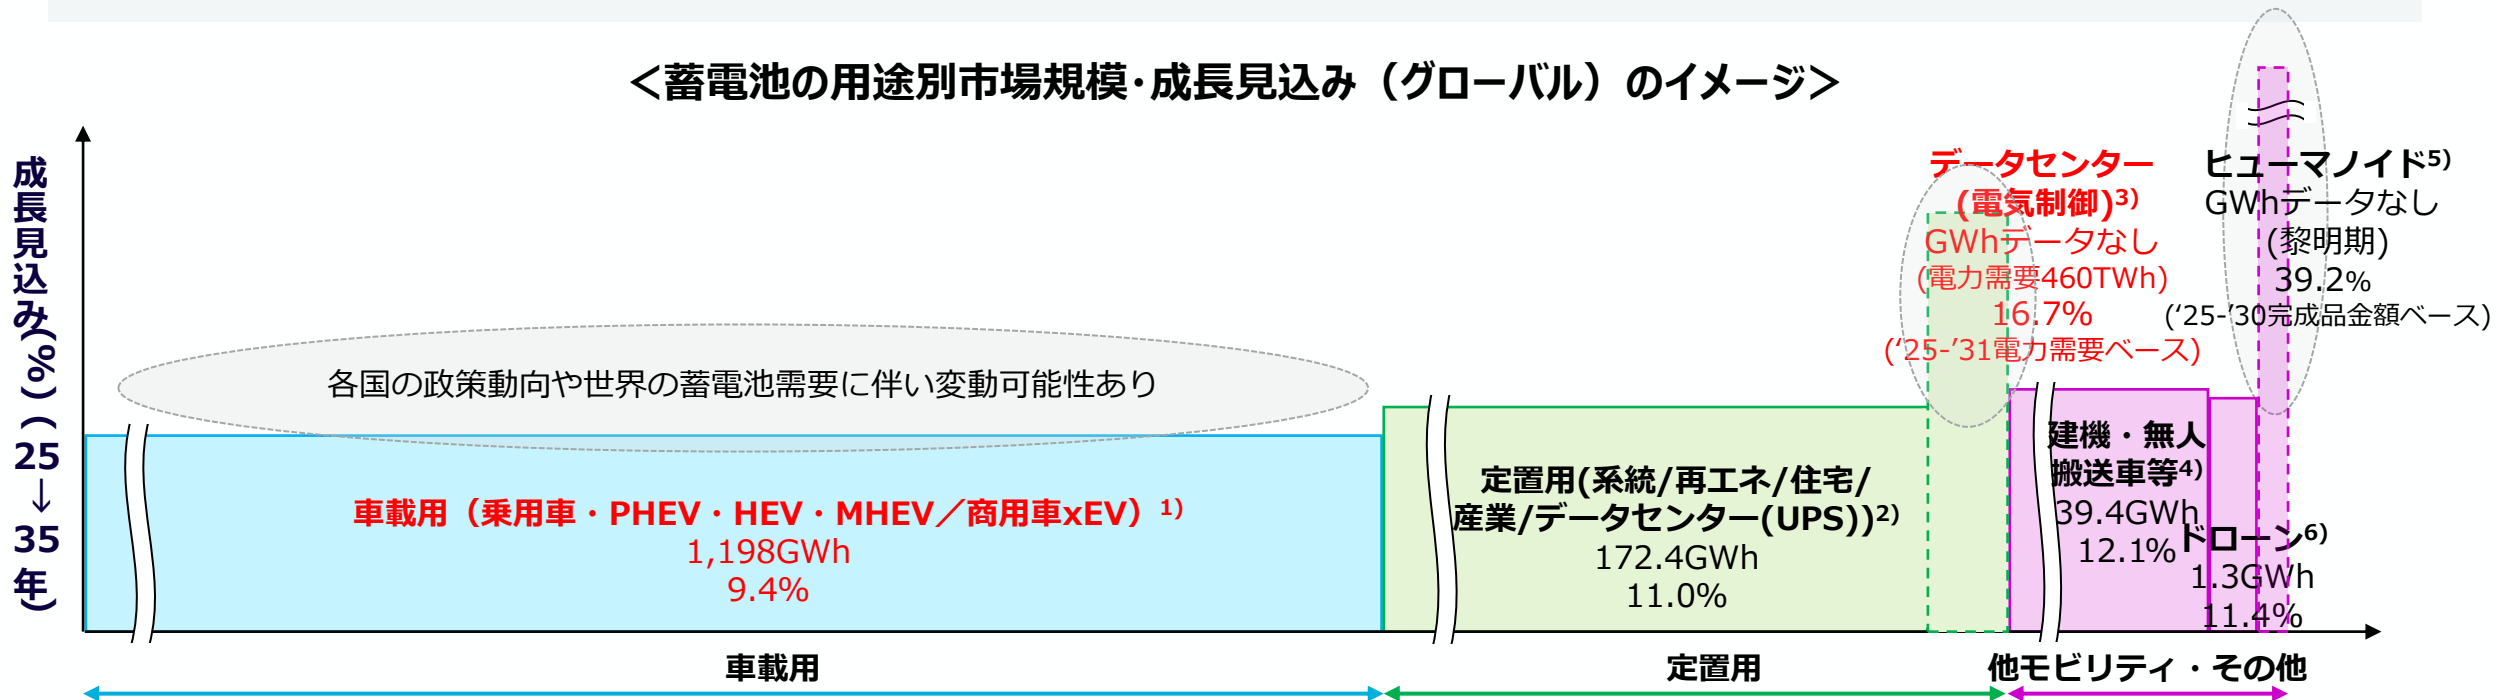 ＜蓄電池の用途別市場規模・成長見込み（グローバル）のイメージ＞
成長見込み(%)(25→35年)
各国の政策動向や世界の蓄電池需要に伴い変動可能性あり
車載用（乗用車・PHEV・HEV・MHEV／商用車xEV）1)
1,198GWh
9.4%
定置用(系統/再エネ/住宅/
産業/データセンター(UPS))2)
172.4GWh
11.0%
データセンター
(電気制御)3)
GWhデータなし
(電力需要460TWh)
16.7%
(‘25-’31電力需要ベース)
建機・無人
搬送車等4)
39.4GWh
12.1%
ドローン6)
1.3GWh
11.4%
ヒューマノイド5)
GWhデータなし
(黎明期)
39.2%
(‘25-’30完成品金額ベース)
車載用
定置用
他モビリティ・その他